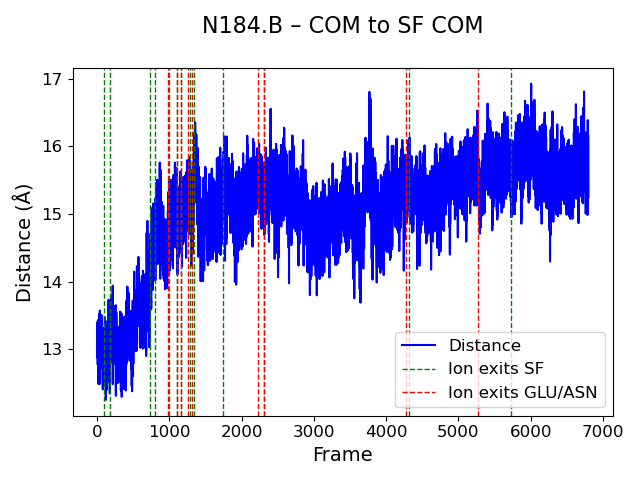 N184.B – COM to SF COM
17
16
15
14
13
Distance (Å)
0 1000 2000 3000 4000 5000 6000 7000
Frame
Distance
Ion exits SF
Ion exits GLU/ASN